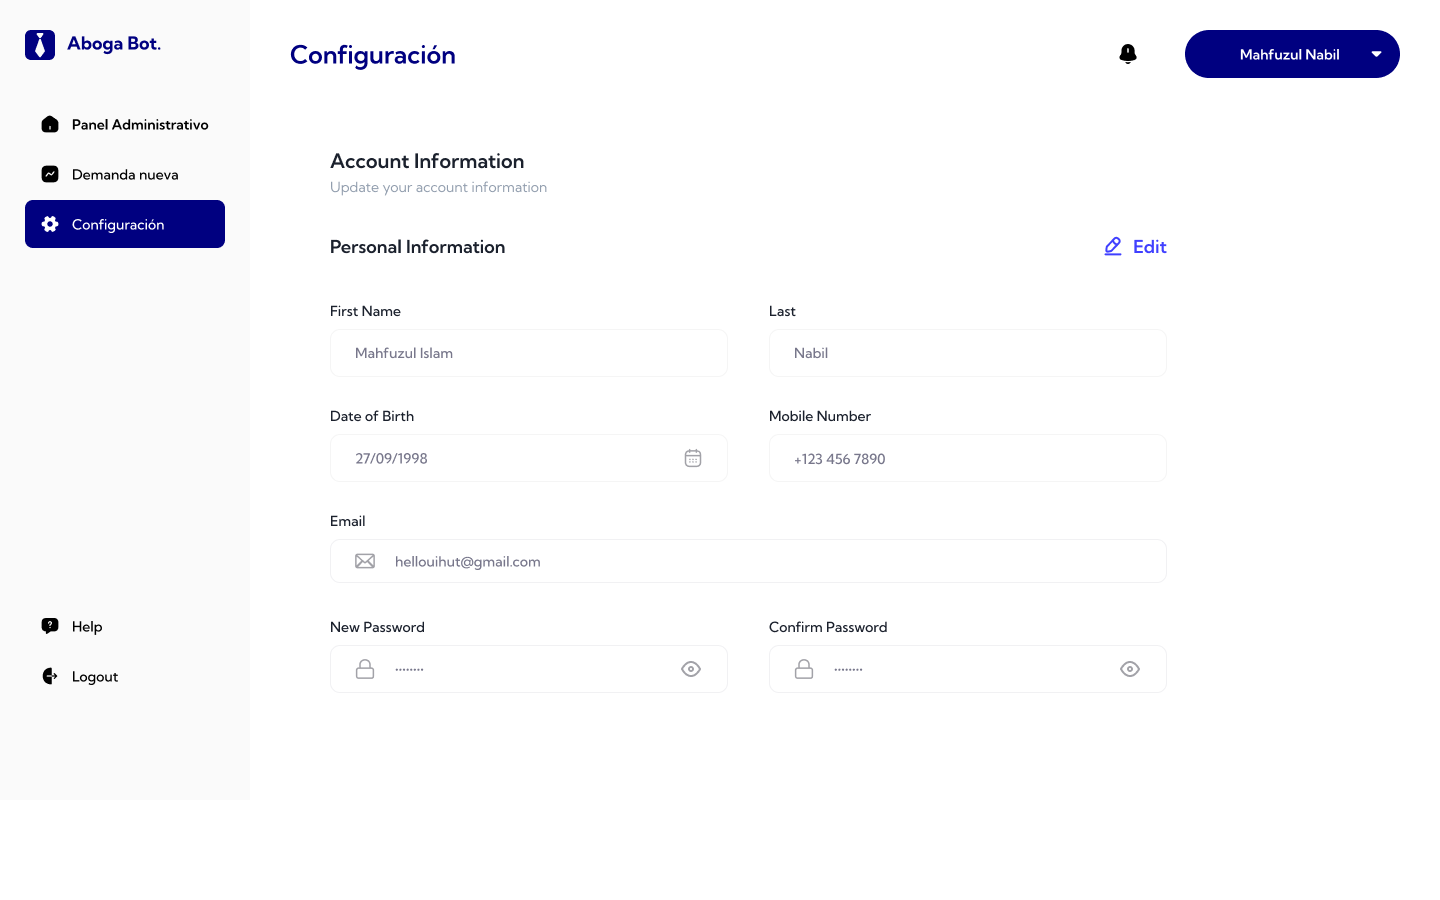 Aboga Bot.
Configuración
Mahfuzul Nabil
Panel Administrativo
Demanda nueva
Configuración
Help
Logout
Account Information
Update your account information
Personal Information
Edit
First Name
Last
Mahfuzul Islam
Nabil
Date of Birth
Mobile Number
27/09/1998
+123 456 7890
Email
hellouihut@gmail.com
New Password
Confirm Password
········
········